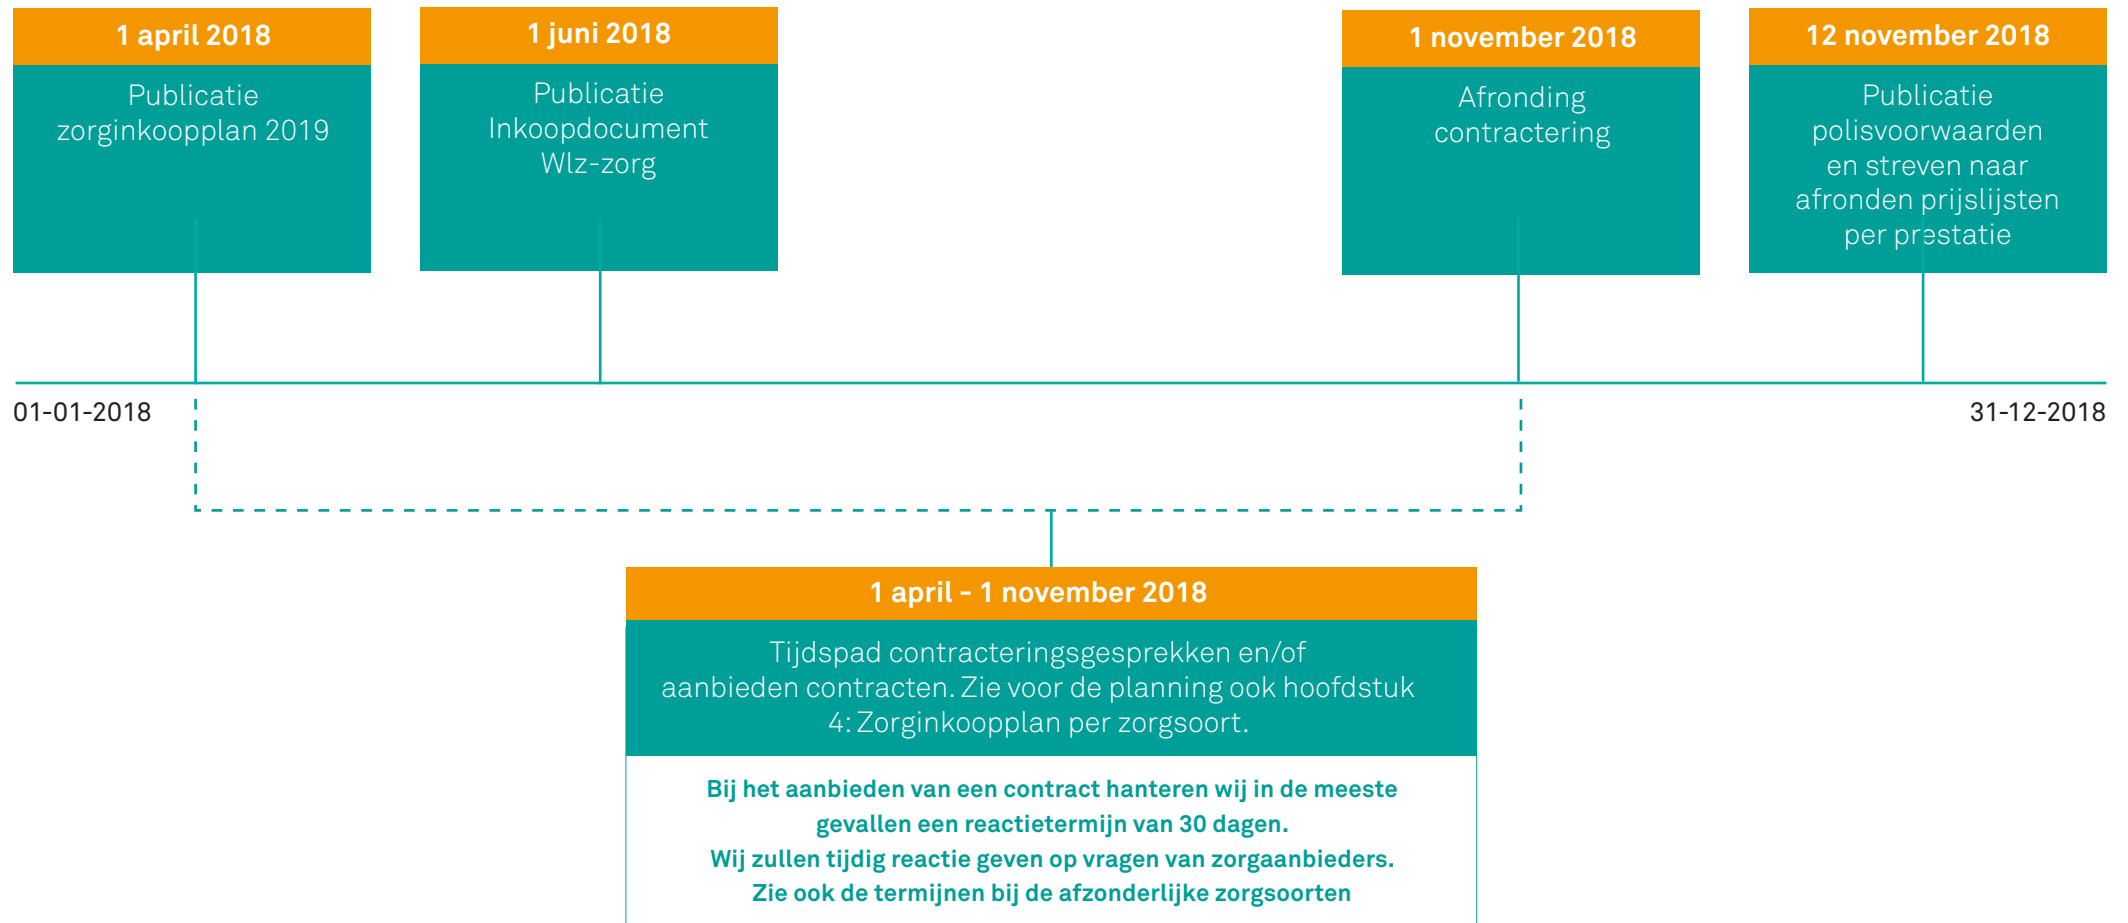 1 april 2018
Publicatie
zorginkoopplan 2019
1 juni 2018
Publicatie
Inkoopdocument
Wlz-zorg
1 november 2018
Afronding
contractering
12 november 2018
Publicatie
polisvoorwaarden
en streven naar
afronden prijslijsten
per prestatie
01-01-2018
31-12-2018
1 april - 1 november 2018
Tijdspad contracteringsgesprekken en/of
aanbieden contracten. Zie voor de planning ook hoofdstuk
4: Zorginkoopplan per zorgsoort.
Bij het aanbieden van een contract hanteren wij in de meeste
gevallen een reactietermijn van 30 dagen.
Wij zullen tijdig reactie geven op vragen van zorgaanbieders.
Zie ook de termijnen bij de afzonderlijke zorgsoorten